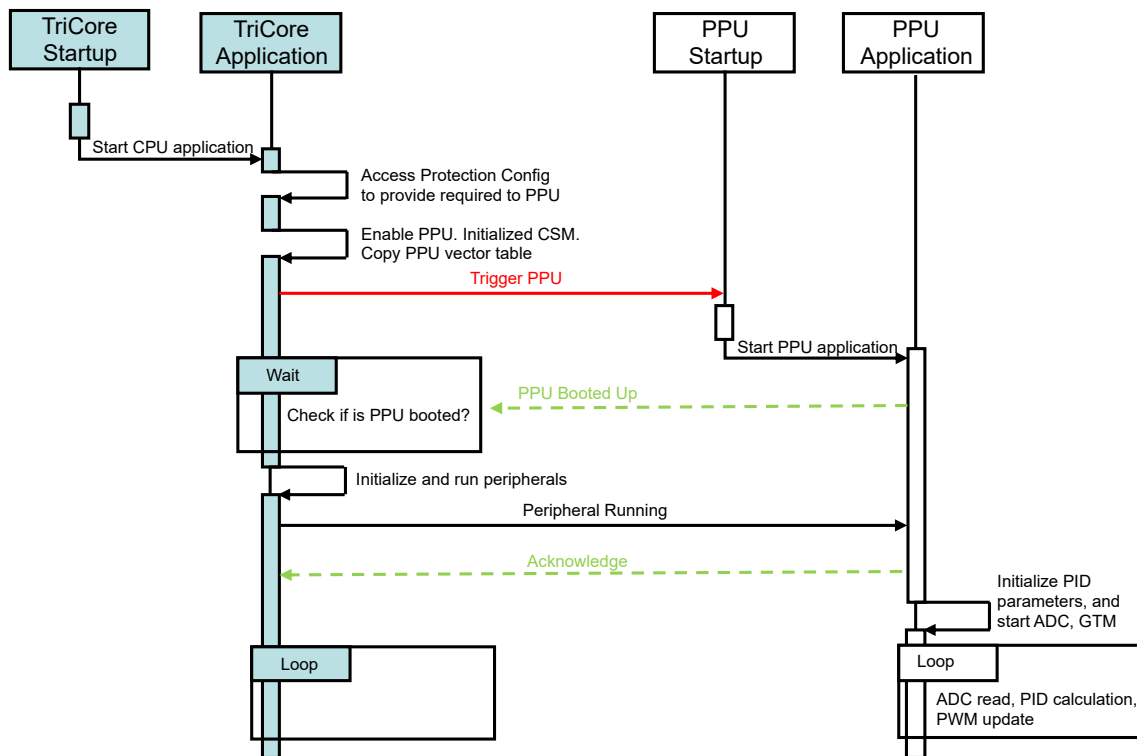 TriCore
Startup
TriCore
Application
PPU
Startup
PPU
Application
Start CPU application
Access Protection Config
to provide required to PPU
Enable PPU. Initialized CSM.
Copy PPU vector table
Trigger PPU
Start PPU application
Wait
PPU Booted Up
Check if is PPU booted?
Initialize and run peripherals
Peripheral Running
Acknowledge
Initialize PID
parameters, and
start ADC, GTM
Loop
Loop
ADC read, PID calculation,
PWM update